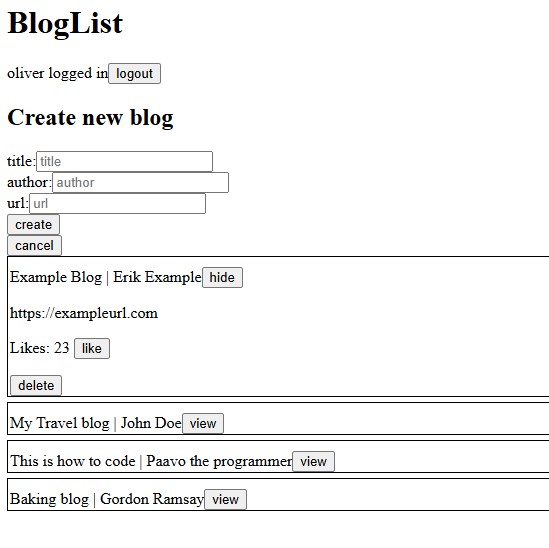 BlogList
oliver logged in logout
Create new blog
title: title
author: author
url: url
create
cancel
Example Blog | Erik Example hide
https://exampleurl.com
Likes: 23 like
delete
My Travel blog | John Doe view
This is how to code | Paavo the programmer view
Baking blog | Gordon Ramsay view